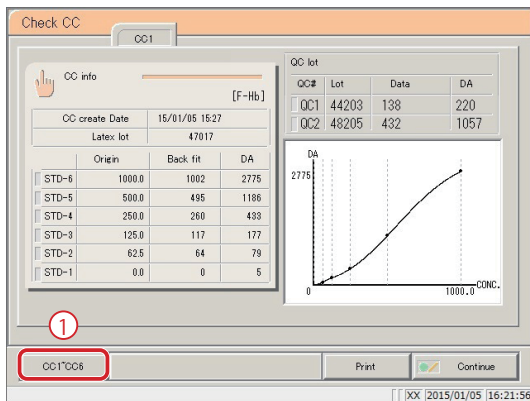 Check CC
CC1
CC info
[F-Hb]
CC create Date 15/01/05 15:27
Latex lot 47017
Origin Back fit DA
STD-6 1000.0 1002 2775
STD-5 500.0 495 1186
STD-4 250.0 260 433
STD-3 125.0 117 177
STD-2 62.5 64 79
STD-1 0.0 0 5
QC lot
QC# Lot Data DA
QC1 44203 138 220
QC2 48205 432 1057
DA
2775
0 1000.0 CONC.
1
CC1~CC6 Print Continue
XX 2015/01/05 16:21:56